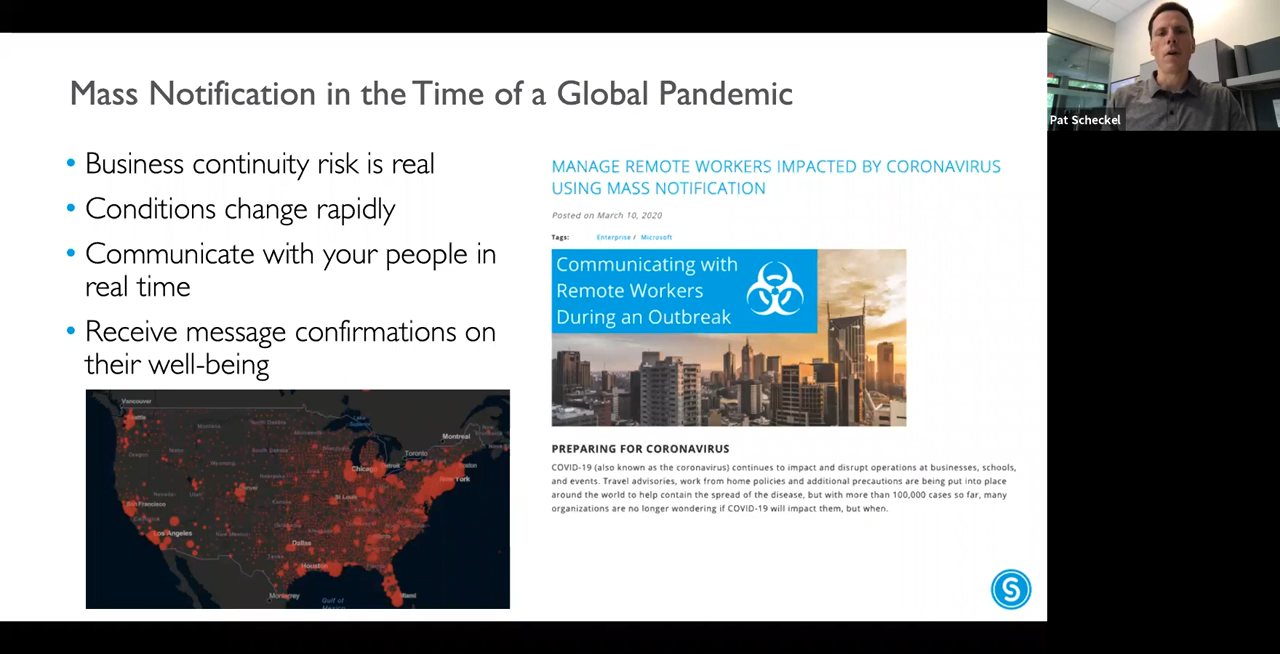 Mass Notification in the Time of a Global Pandemic
Pat Scheckel
• Business continuity risk is real
• Conditions change rapidly
• Communicate with your people in
real time
• Receive message confirmations on
their well-being
MANAGE REMOTE WORKERS IMPACTED BY CORONAVIRUS
USING MASS NOTIFICATION
Posted on March 10, 2020
Tags: Enterprise / Microsoft
Communicating with
Remote Workers
During an Outbreak
PREPARING FOR CORONAVIRUS
COVID-19 (also known as the coronavirus) continues to impact and disrupt operations at businesses, schools,
and events. Travel advisories, work from home policies and additional precautions are being put into place
around the world to help contain the spread of the disease, but with more than 100,000 cases so far, many
organizations are no longer wondering if COVID-19 will impact them, but when.
Vancouver
Montreal
Toronto
Chicago
New York
St Louis
San Francisco
Los Angeles
Dallas
Houston
Monterrey
Miami
Gulf of
S